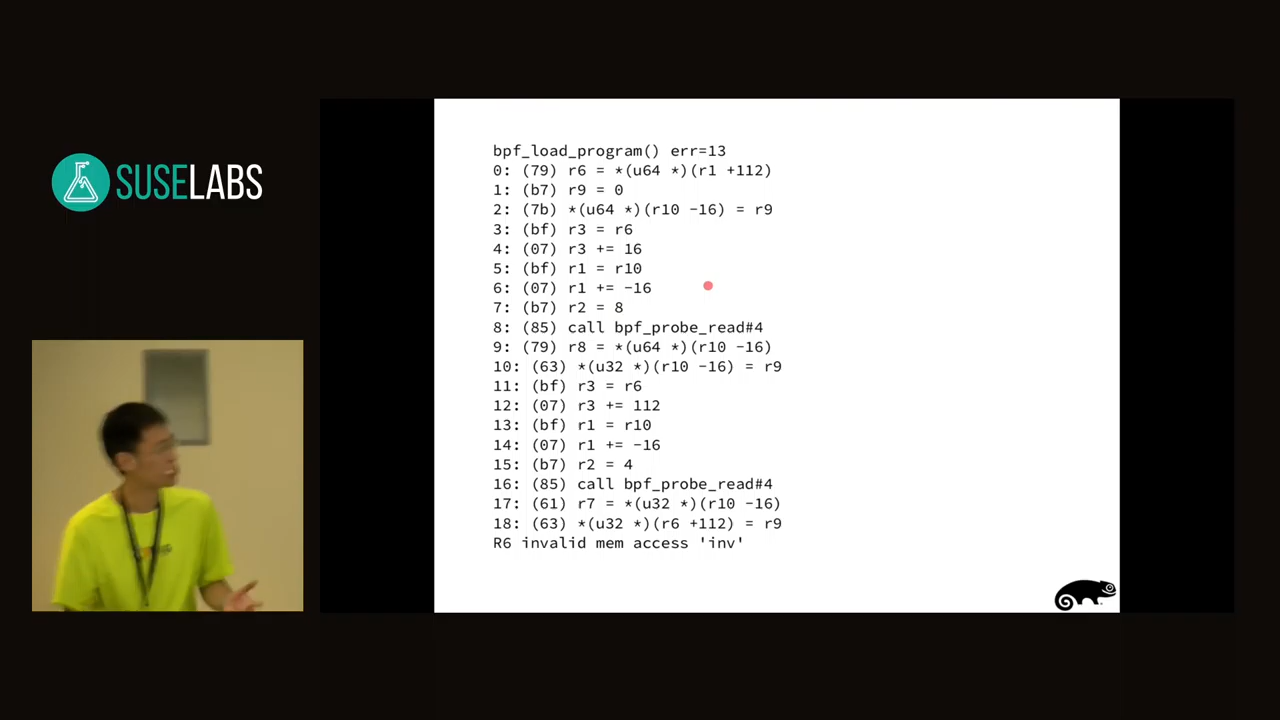 SUSELABS
bpf_load_program() err=13
0: (79) r6 = *(u64 *)(r1 +112)
1: (b7) r9 = 0
2: (7b) *(u64 *)(r10 -16) = r9
3: (bf) r3 = r6
4: (07) r3 += 16
5: (bf) r1 = r10
6: (07) r1 += -16
7: (b7) r2 = 8
8: (85) call bpf_probe_read#4
9: (79) r8 = *(u64 *)(r10 -16)
10: (63) *(u32 *)(r10 -16) = r9
11: (bf) r3 = r6
12: (07) r3 += 112
13: (bf) r1 = r10
14: (07) r1 += -16
15: (b7) r2 = 4
16: (85) call bpf_probe_read#4
17: (61) r7 = *(u32 *)(r10 -16)
18: (63) *(u32 *)(r6 +112) = r9
R6 invalid mem access 'inv'